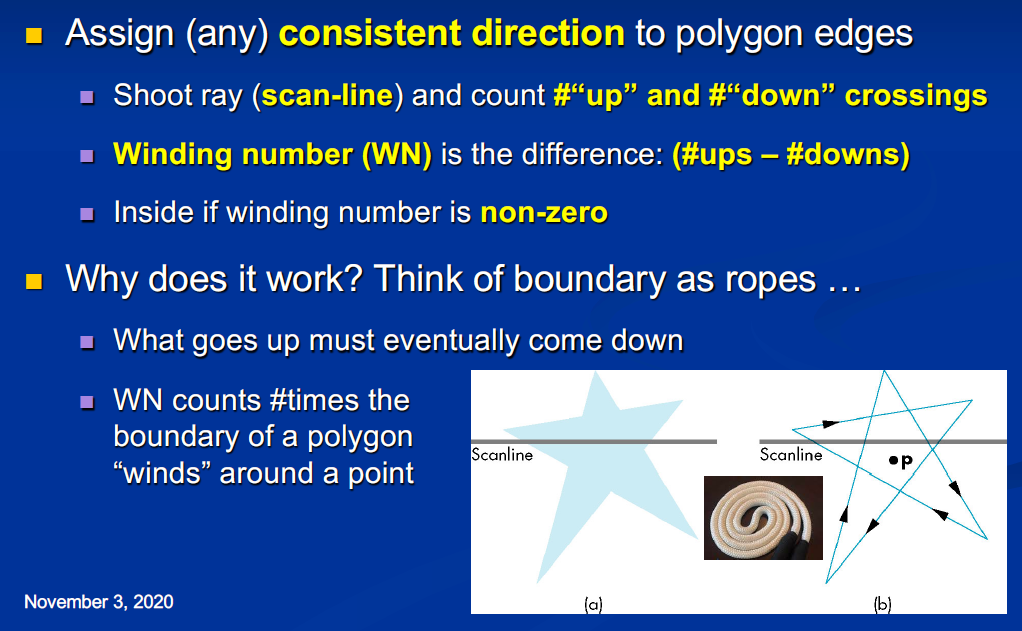 Assign (any) consistent direction to polygon edges
Shoot ray (scan-line) and count #“up” and #“down” crossings
Winding number (WN) is the difference: (#ups – #downs)
Inside if winding number is non-zero
Why does it work? Think of boundary as ropes …
What goes up must eventually come down
WN counts #times the
boundary of a polygon
“winds” around a point
Scanline
Scanline
p
(a)
(b)
November 3, 2020